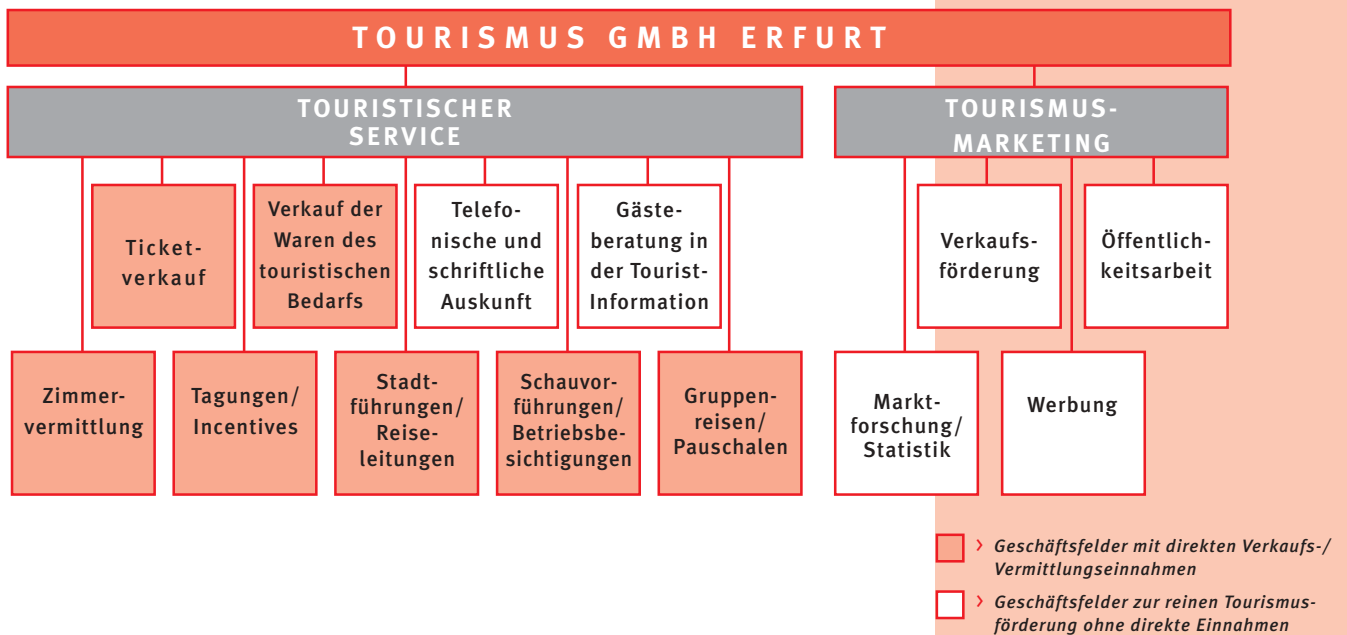 TOURISMUS GMBH ERFURT
TOURISTISCHER
SERVICE
TOURISMUS-
MARKETING
Ticket-
verkauf
Verkauf der
Waren des
touristischen
Bedarfs
Telefo-
nische und
schriftliche
Auskunft
Gäste-
beratung in
der Tourist-
Information
Verkaufs-
förderung
Öffentlich-
keitsarbeit
Zimmer-
vermittlung
Tagungen/
Incentives
Stadt-
führungen/
Reise-
leitungen
Schauvor-
führungen/
Betriebsbe-
sichtigungen
Gruppen-
reisen/
Pauschalen
Markt-
forschung/
Statistik
Werbung
> Geschäftsfelder mit direkten Verkaufs-/
Vermittlungseinnahmen
> Geschäftsfelder zur reinen Tourismus-
förderung ohne direkte Einnahmen